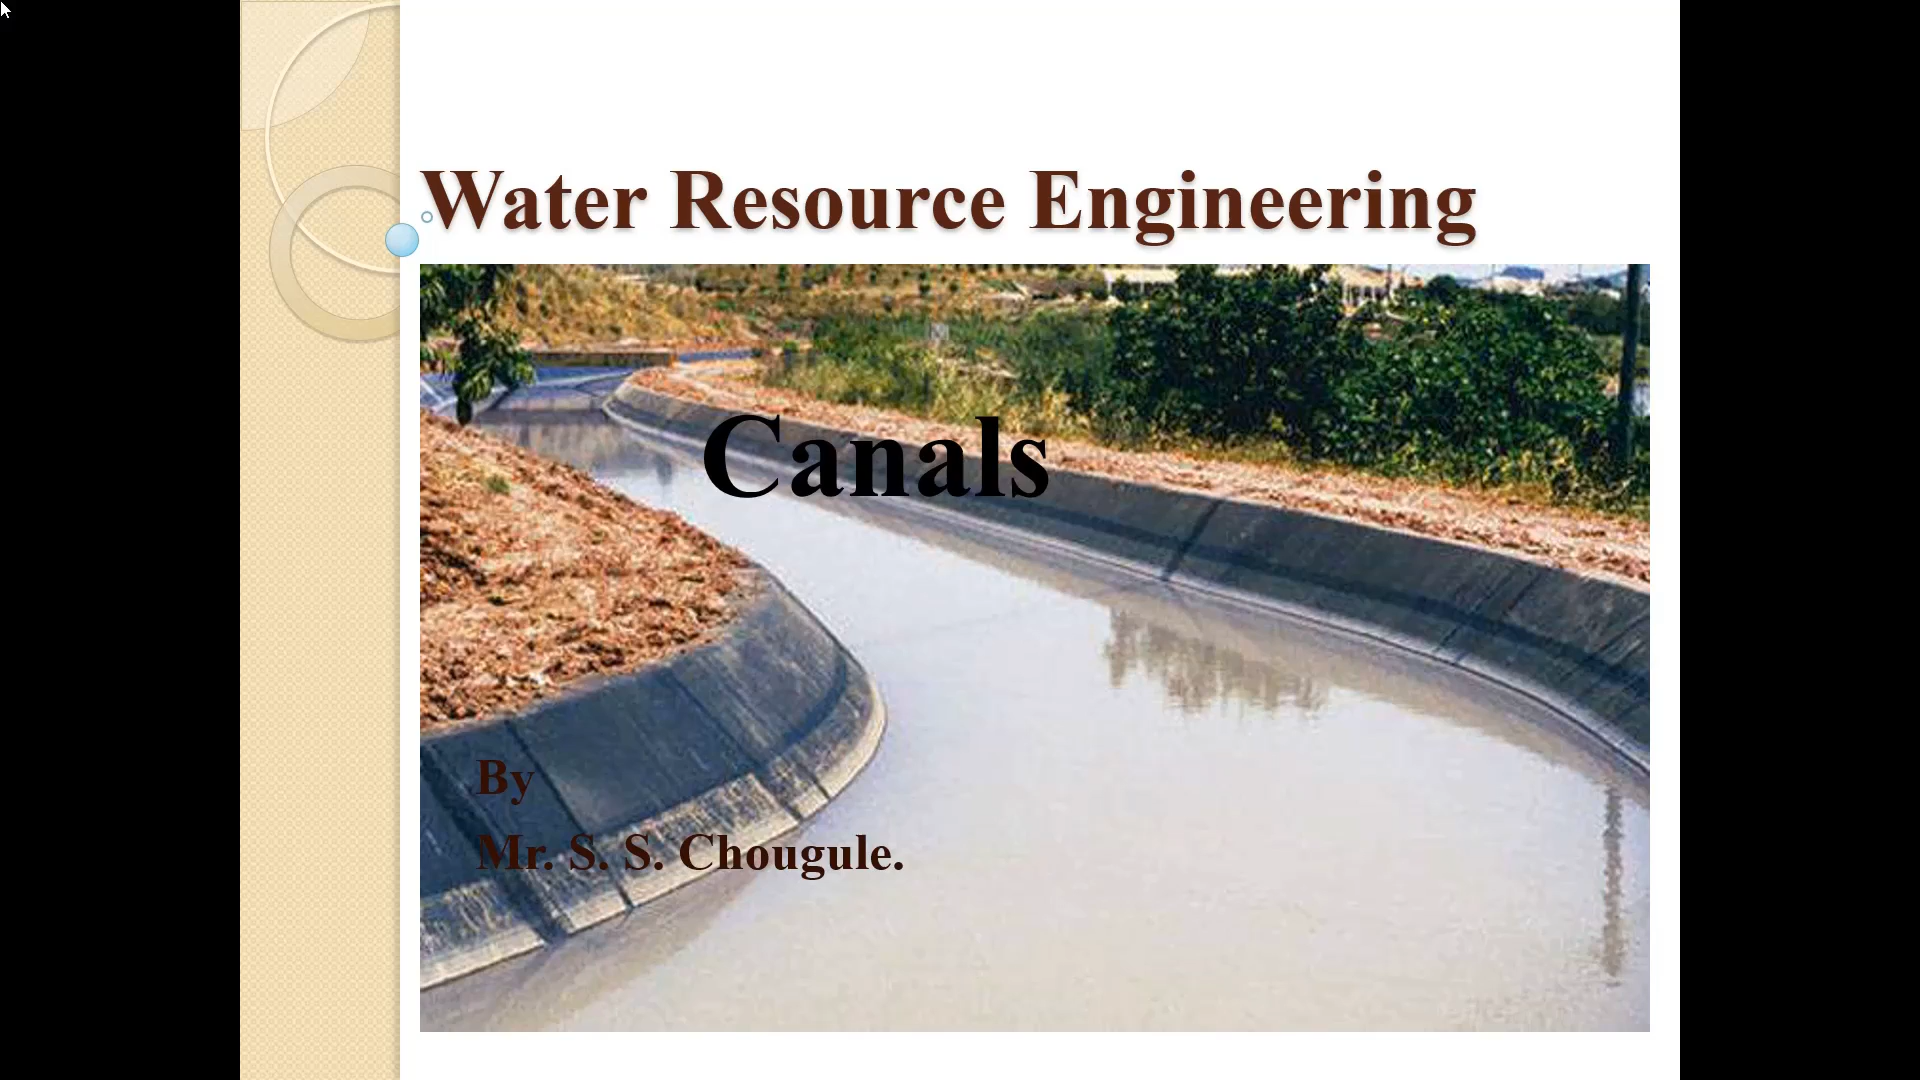 Water Resource Engineering
Canals
By
Mr. S. S. Chougule.